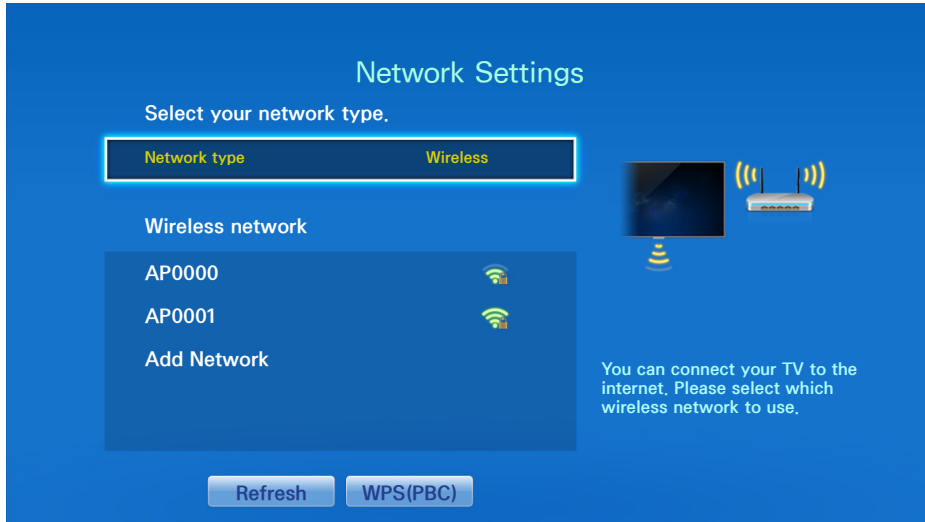 Network Settings
Select your network type.
Network type Wireless
Wireless network
AP0000
AP0001
Add Network
You can connect your TV to the
internet. Please select which
wireless network to use.
Refresh WPS(PBC)